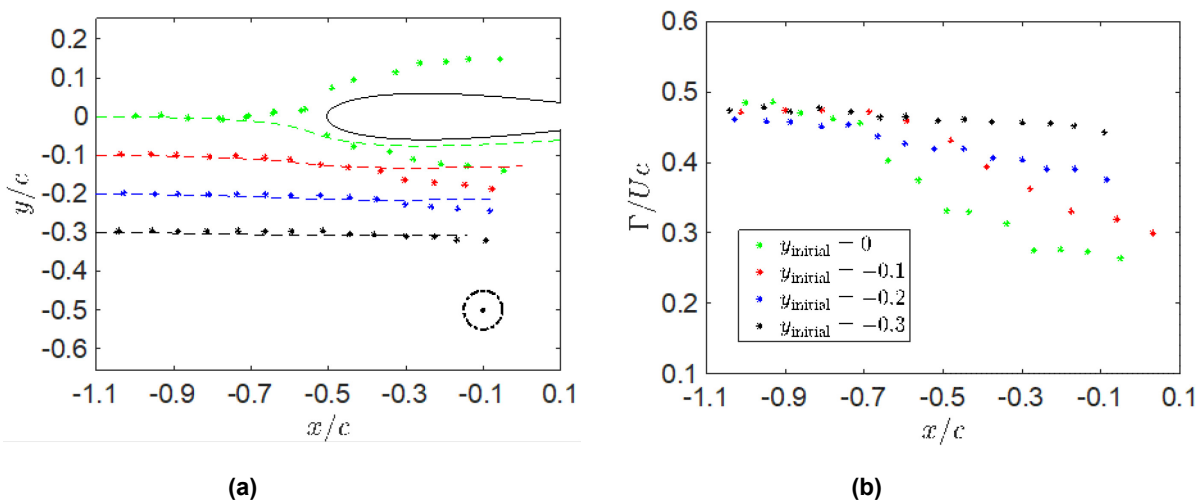 0.2
0.1
0
-0.1
-0.2
-0.3
-0.4
-0.5
-0.6
y/c
-1.1 -0.9 -0.7 -0.5 -0.3 -0.1 0.1
x/c
(a)
0.6
0.5
0.4
0.3
0.2
0.1
Γ/Uc
y_initial = 0
y_initial = -0.1
y_initial = -0.2
y_initial = -0.3
-1.1 -0.9 -0.7 -0.5 -0.3 -0.1 0.1
x/c
(b)